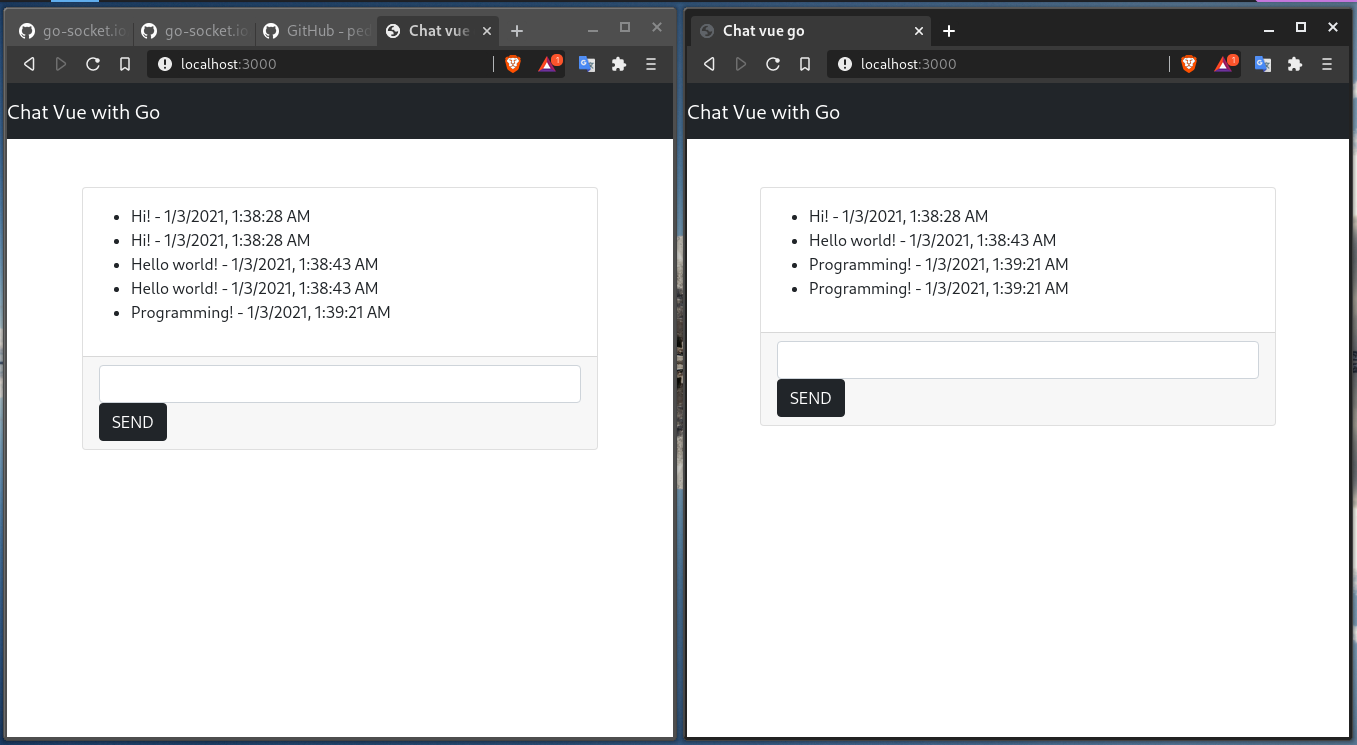 go-socket.io
go-socket.io
GitHub - ped
Chat vue
localhost:3000
1
Chat Vue with Go
Hi! - 1/3/2021, 1:38:28 AM
Hi! - 1/3/2021, 1:38:28 AM
Hello world! - 1/3/2021, 1:38:43 AM
Hello world! - 1/3/2021, 1:38:43 AM
Programming! - 1/3/2021, 1:39:21 AM
SEND
Chat vue go
localhost:3000
1
Chat Vue with Go
Hi! - 1/3/2021, 1:38:28 AM
Hello world! - 1/3/2021, 1:38:43 AM
Programming! - 1/3/2021, 1:39:21 AM
Programming! - 1/3/2021, 1:39:21 AM
SEND